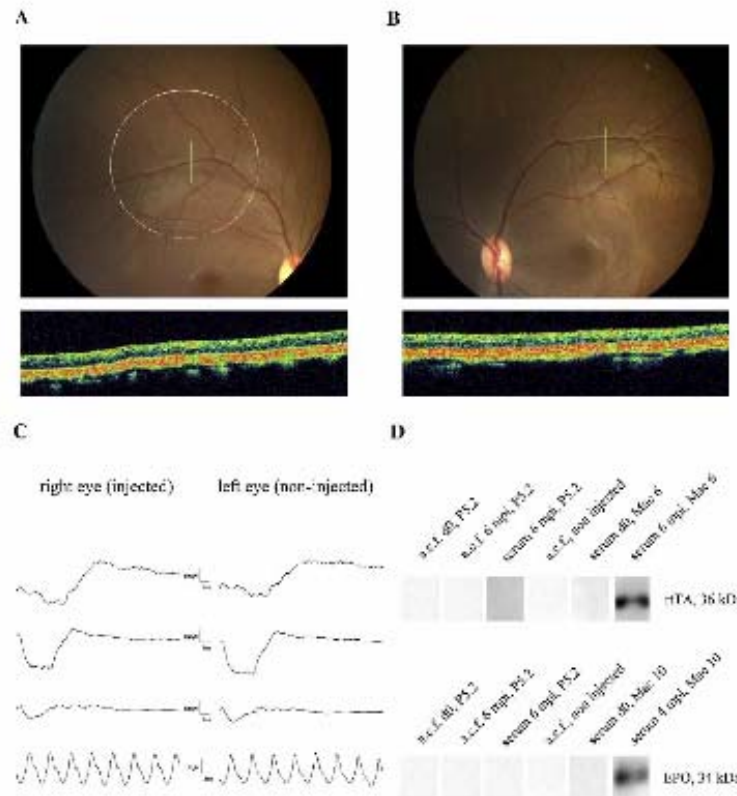 A
B
C
D
right eye (injected)
left eye (non-injected)
a.c.f. d0, P5.2
a.c.f. 6 mpi, P5.2
serum 6 mpi, P5.2
a.c.f., non injected
serum d0, Mac 6
serum 6 mpi, Mac 6
HTA, 36 kD
a.c.f. d0, P5.2
a.c.f. 6 mpi, P5.2
serum 6 mpi, P5.2
a.c.f., non injected
serum d0, Mac 10
serum 4 mpi, Mac 10
EPO, 34 kD